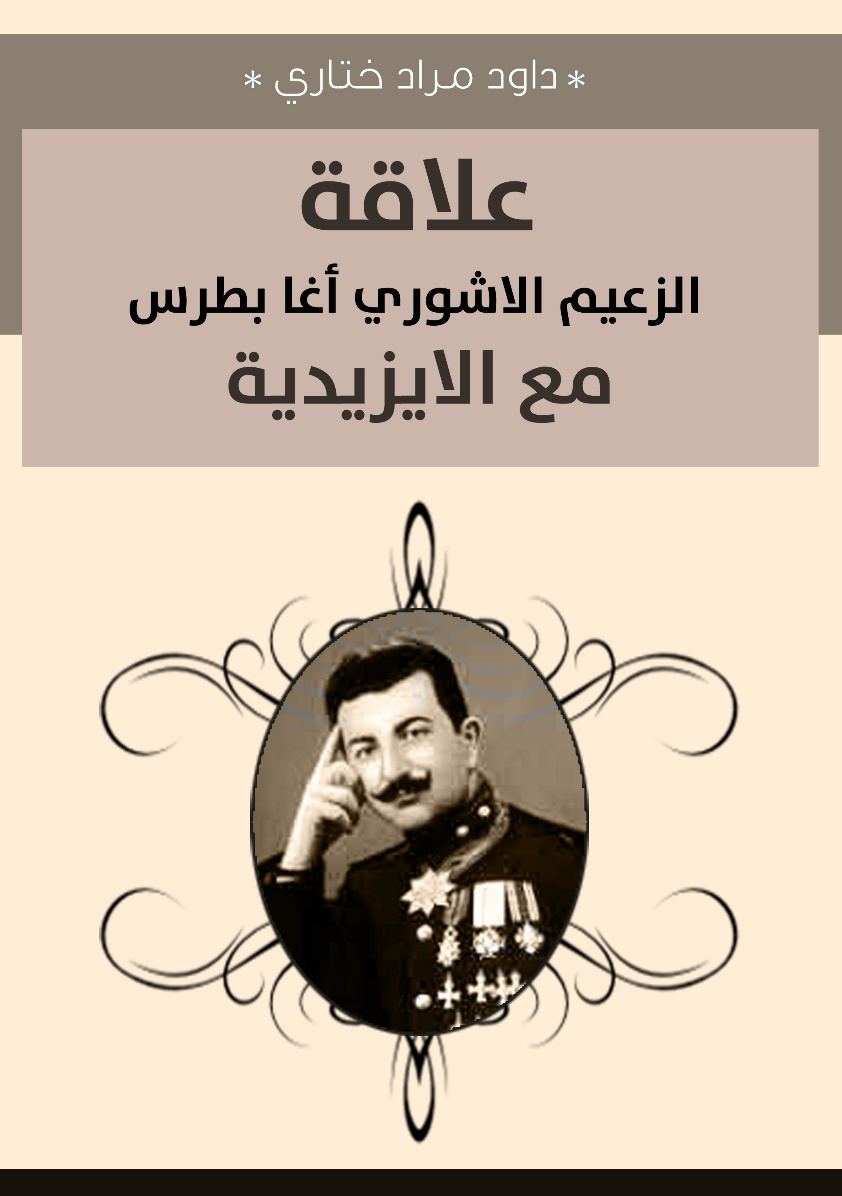 * داود مراد ختاري *
علاقة
الزعيم الاشوري أغا بطرس
مع الايزيدية